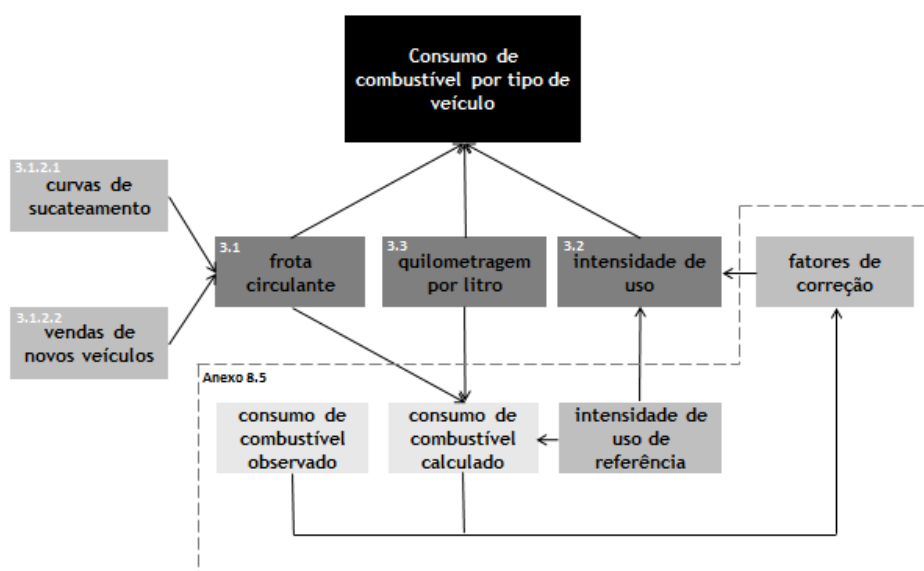 Consumo de
combustível por tipo de
veículo
3.1.2.1
curvas de
sucateamento
3.1
frota
circulante
3.3
quilometragem
por litro
3.2
intensidade de
uso
fatores de
correção
3.1.2.2
vendas de
novos veículos
Anexo 8.5
consumo de
combustível
observado
consumo de
combustível
calculado
intensidade de
uso de
referência